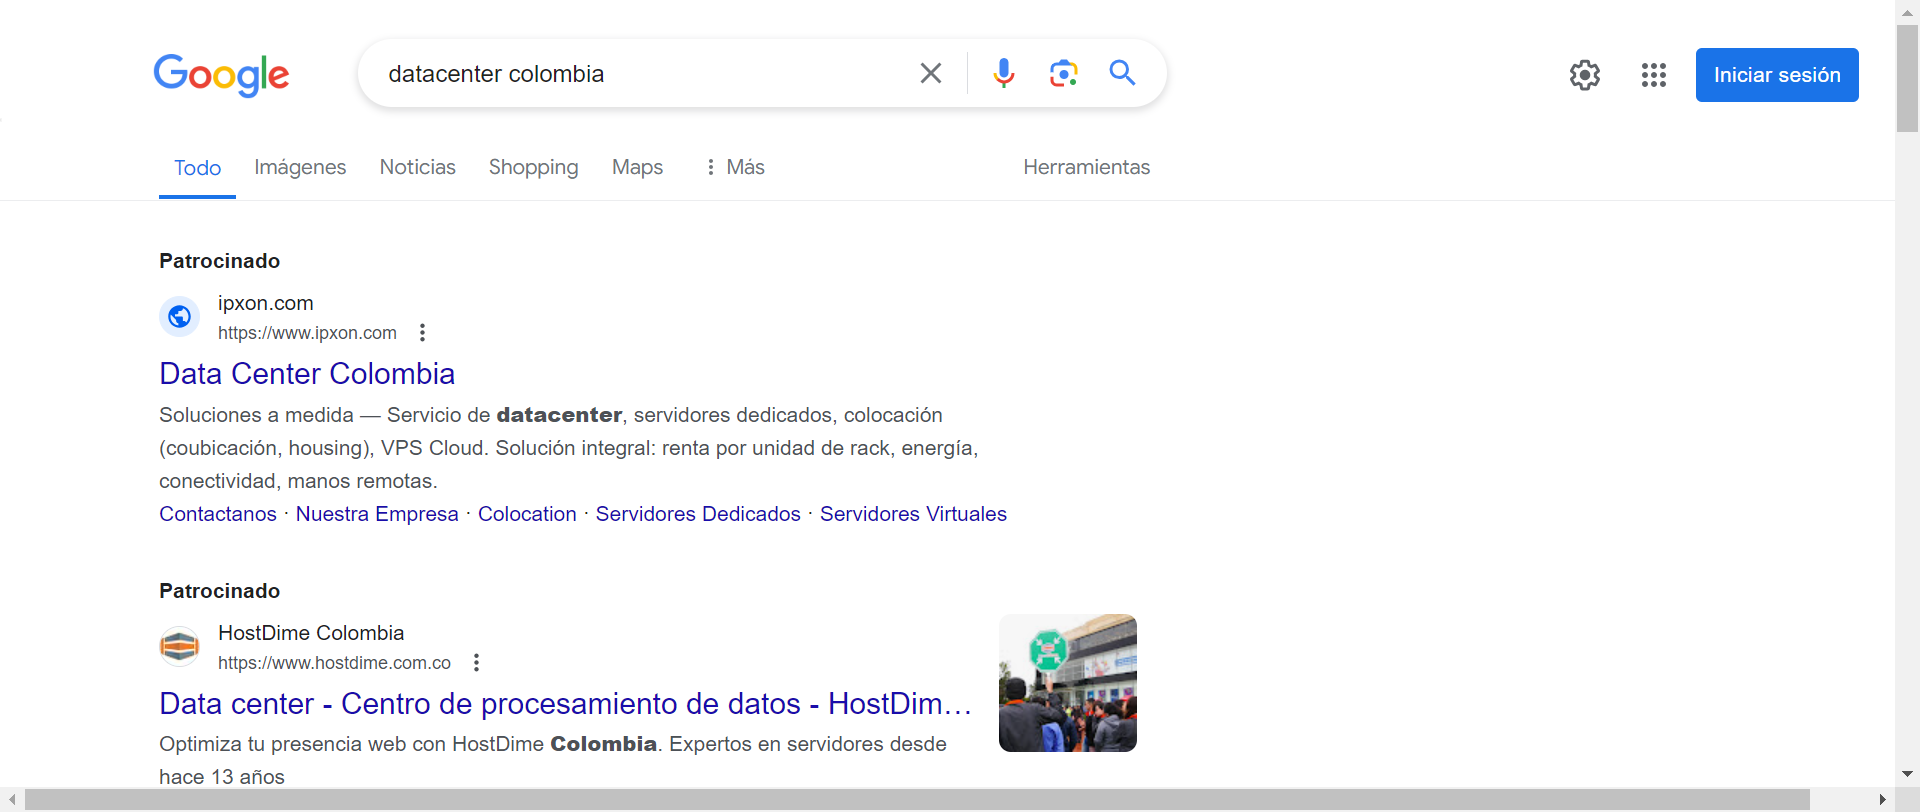 Google
datacenter colombia
Iniciar sesión
Todo
Imágenes
Noticias
Shopping
Maps
Más
Herramientas
Patrocinado
ipxon.com
https://www.ipxon.com
Data Center Colombia
Soluciones a medida — Servicio de datacenter, servidores dedicados, colocación
(coubicación, housing), VPS Cloud. Solución integral: renta por unidad de rack, energía,
conectividad, manos remotas.
Contactanos · Nuestra Empresa · Colocation · Servidores Dedicados · Servidores Virtuales
Patrocinado
HostDime Colombia
https://www.hostdime.com.co
Data center - Centro de procesamiento de datos - HostDim…
Optimiza tu presencia web con HostDime Colombia. Expertos en servidores desde
hace 13 años